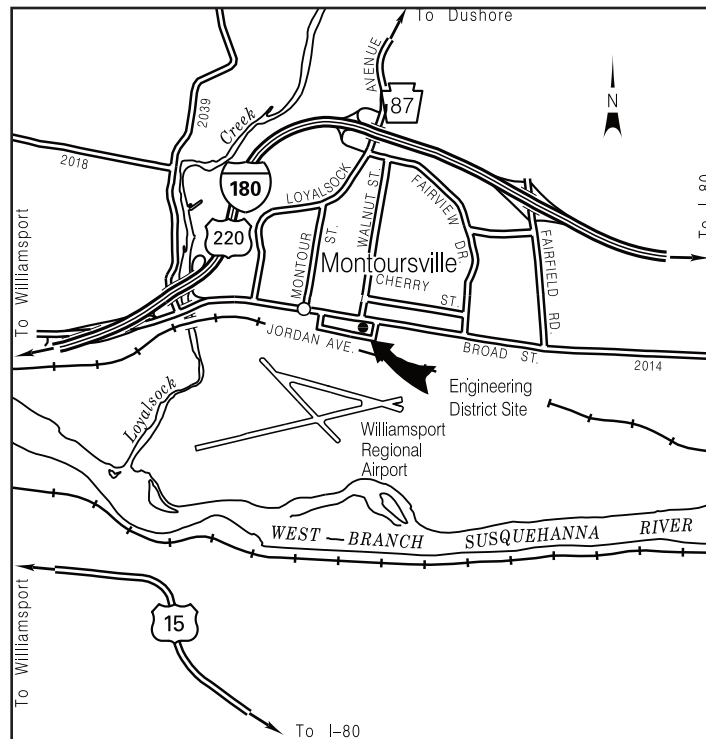 To Dushore
AVENUE
87
N
2039
Creek
2018
180
LOYALSOCK
WALNUT ST.
FAIRVIEW DR.
220
MONTOUR
ST.
Montoursville
CHERRY
ST.
FAIRFIELD RD.
To I-80
To Williamsport
JORDAN AVE.
BROAD ST.
2014
Engineering
District Site
Loyalsock
Williamsport
Regional
Airport
WEST — BRANCH SUSQUEHANNA RIVER
To Williamsport
15
To I-80